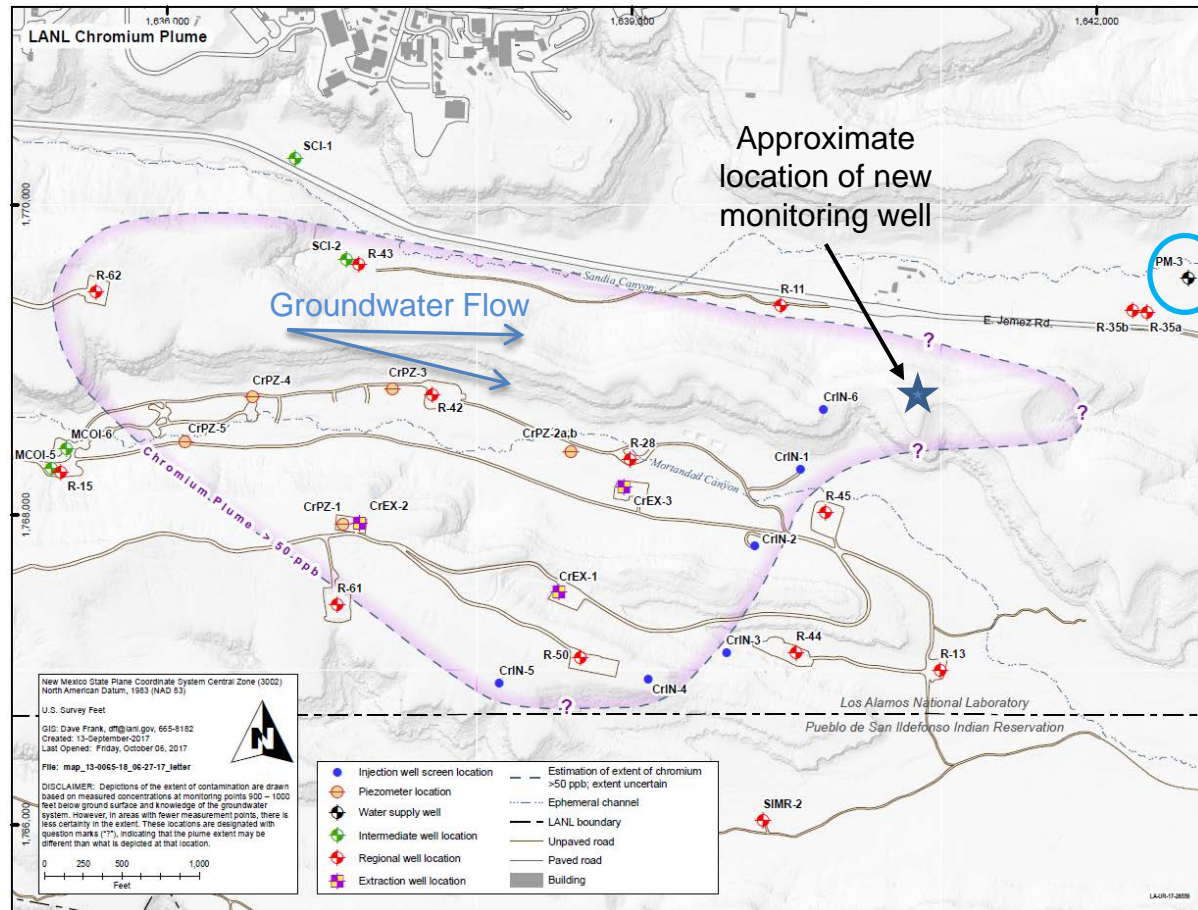 1,636,000
1,639,000
1,642,000
LANL Chromium Plume
SCI-1
Approximate
location of new
monitoring well
1,770,000
SCI-2
R-43
PM-3
R-62
Sandia Canyon
R-11
Groundwater Flow
E. Jemez Rd.
R-35b
R-35a
?
CrPZ-4
CrPZ-3
R-42
CrIN-6
?
MCOI-6
CrPZ-5
CrPZ-2a,b
R-28
?
MCOI-5
R-15
Mortandad Canyon
CrIN-1
Chromium Plume > 50 ppb
CrEX-3
R-45
1,768,000
CrPZ-1
CrEX-2
CrIN-2
R-61
CrEX-1
CrIN-3
R-44
R-50
R-13
CrIN-5
CrIN-4
?
Los Alamos National Laboratory
Pueblo de San Ildefonso Indian Reservation
New Mexico State Plane Coordinate System Central Zone (3002)
North American Datum, 1983 (NAD 83)
U.S. Survey Feet
GIS: Dave Frank, dff@lanl.gov, 665-8182
Created: 13-September-2017
Last Opened: Friday, October 06, 2017
File: map_13-0065-18_06-27-17_letter
N
DISCLAIMER: Depictions of the extent of contamination are drawn
based on measured concentrations at monitoring points 900 – 1000
feet below ground surface and knowledge of the groundwater
system. However, in areas with fewer measurement points, there is
less certainty in the extent. These locations are designated with
question marks ("?"), indicating that the plume extent may be
different than what is depicted at that location.
0 250 500 1,000
Feet
Injection well screen location
Piezometer location
Water supply well
Intermediate well location
Regional well location
Extraction well location
Estimation of extent of chromium
>50 ppb; extent uncertain
Ephemeral channel
LANL boundary
Unpaved road
Paved road
Building
SIMR-2
1,766,000